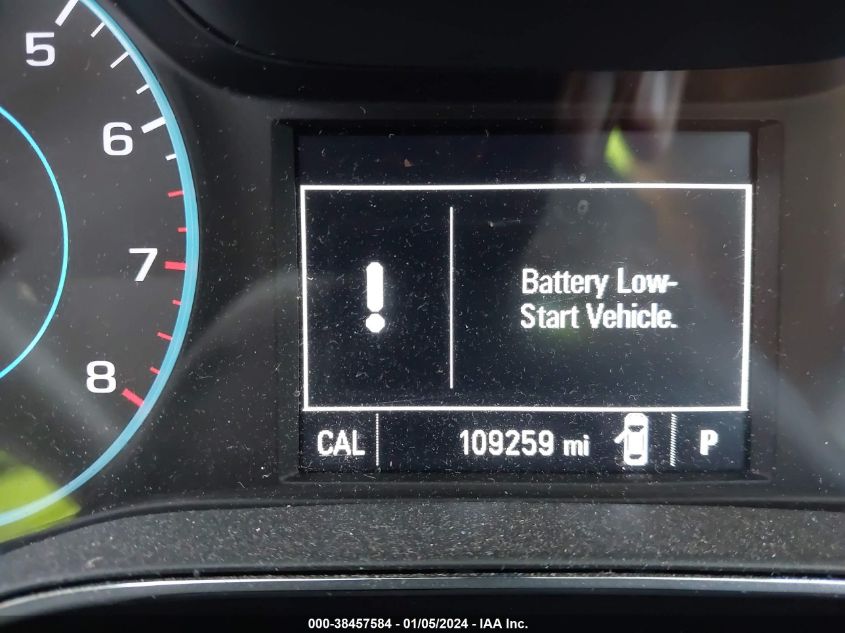 5
6
7
8
Battery Low-
Start Vehicle.
CAL 109259 mi P
000-38457584 - 01/05/2024 - IAA Inc.